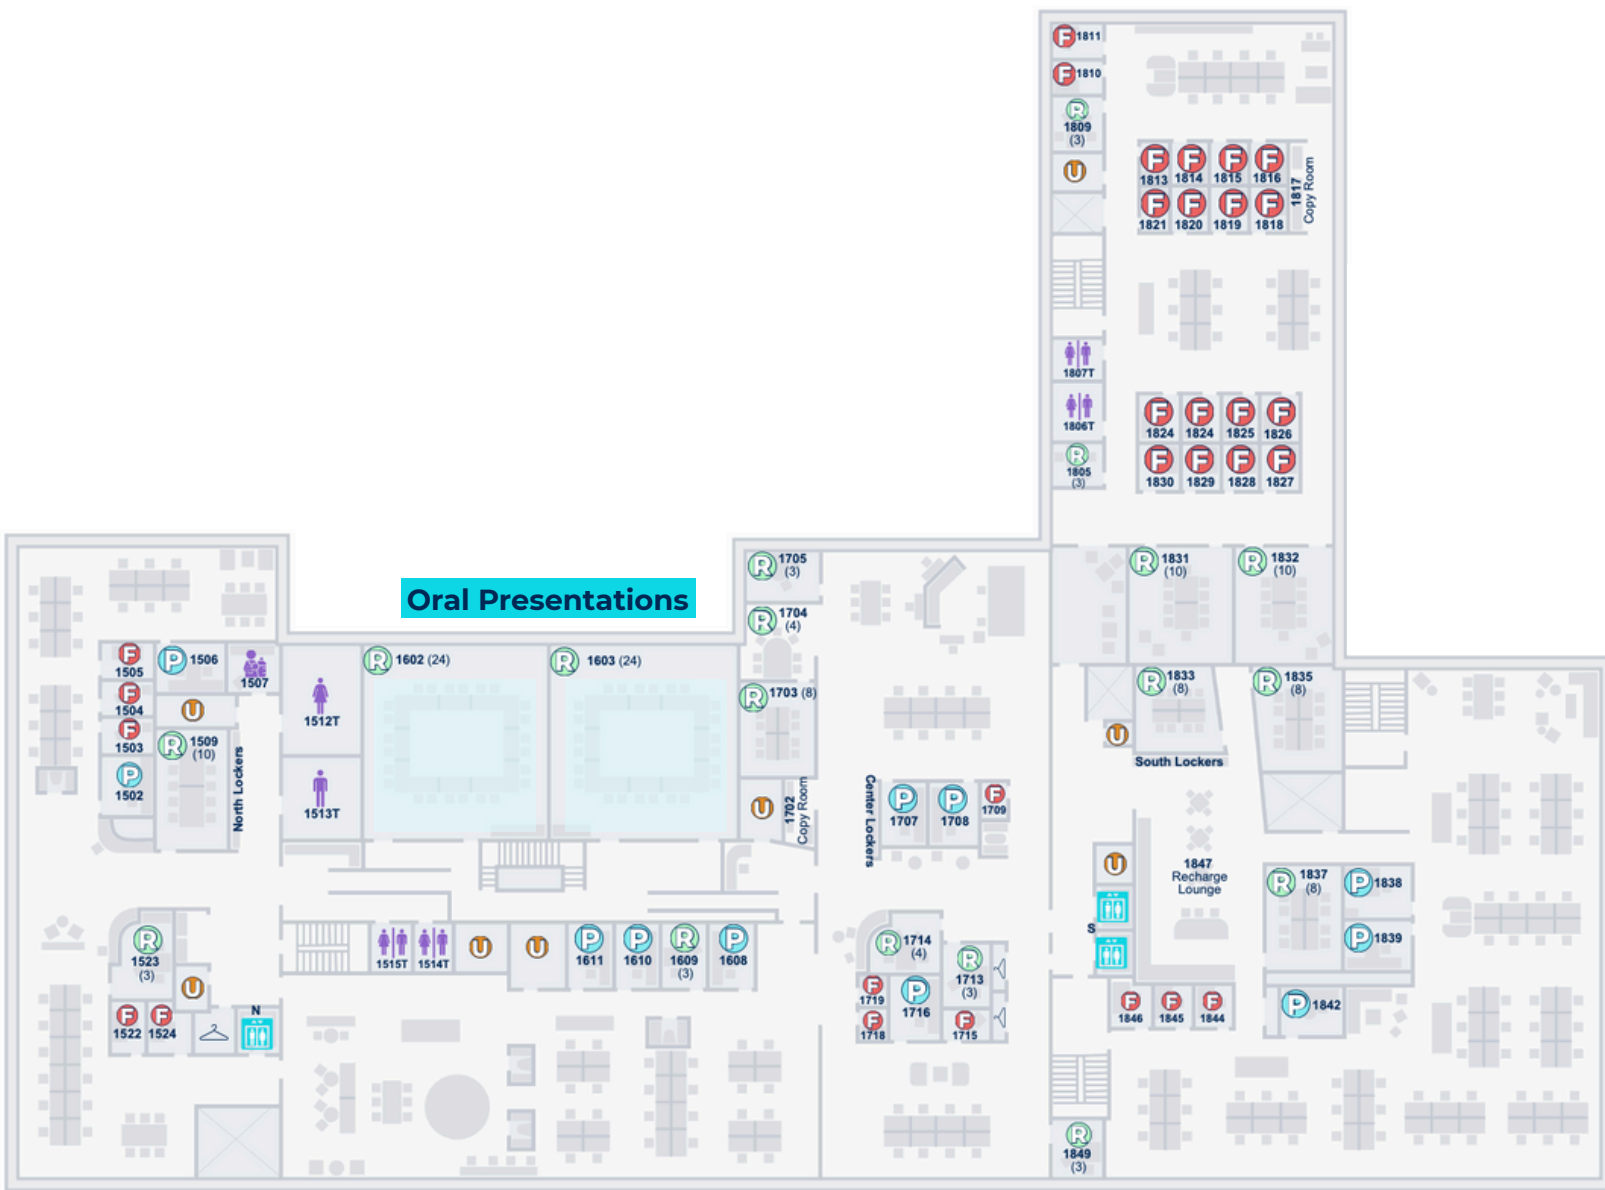 F 1811
F 1810
R
1809
(3)
U
F F F F
1813 1814 1815 1816
1817
Copy Room
F F F F
1821 1820 1819 1818
1807T
1806T
R
1805
(3)
F F F F
1824 1824 1825 1826
F F F F
1830 1829 1828 1827
Oral Presentations
R 1705
(3)
R 1704
(4)
R 1703 (8)
R 1831
(10)
R 1832
(10)
F
1505
P 1506
1507
F
1504
U
F
1503
R 1509
(10)
P
1502
North Lockers
1512T
1513T
R 1602 (24)
R 1603 (24)
U
1702
Copy Room
Center Lockers
P
1707
P
1708
F
1709
R 1833
(8)
R 1835
(8)
U
South Lockers
1847
Recharge
Lounge
U
S
R 1837
(8)
P 1838
P 1839
P 1842
R
1523
(3)
U
F
1522
F
1524
N
1515T
1514T
U
U
P
1611
P
1610
R
1609
(3)
P
1608
R 1714
(4)
R
1713
(3)
F
1719
P
1716
F
1718
F
1715
F
1846
F
1845
F
1844
R
1849
(3)